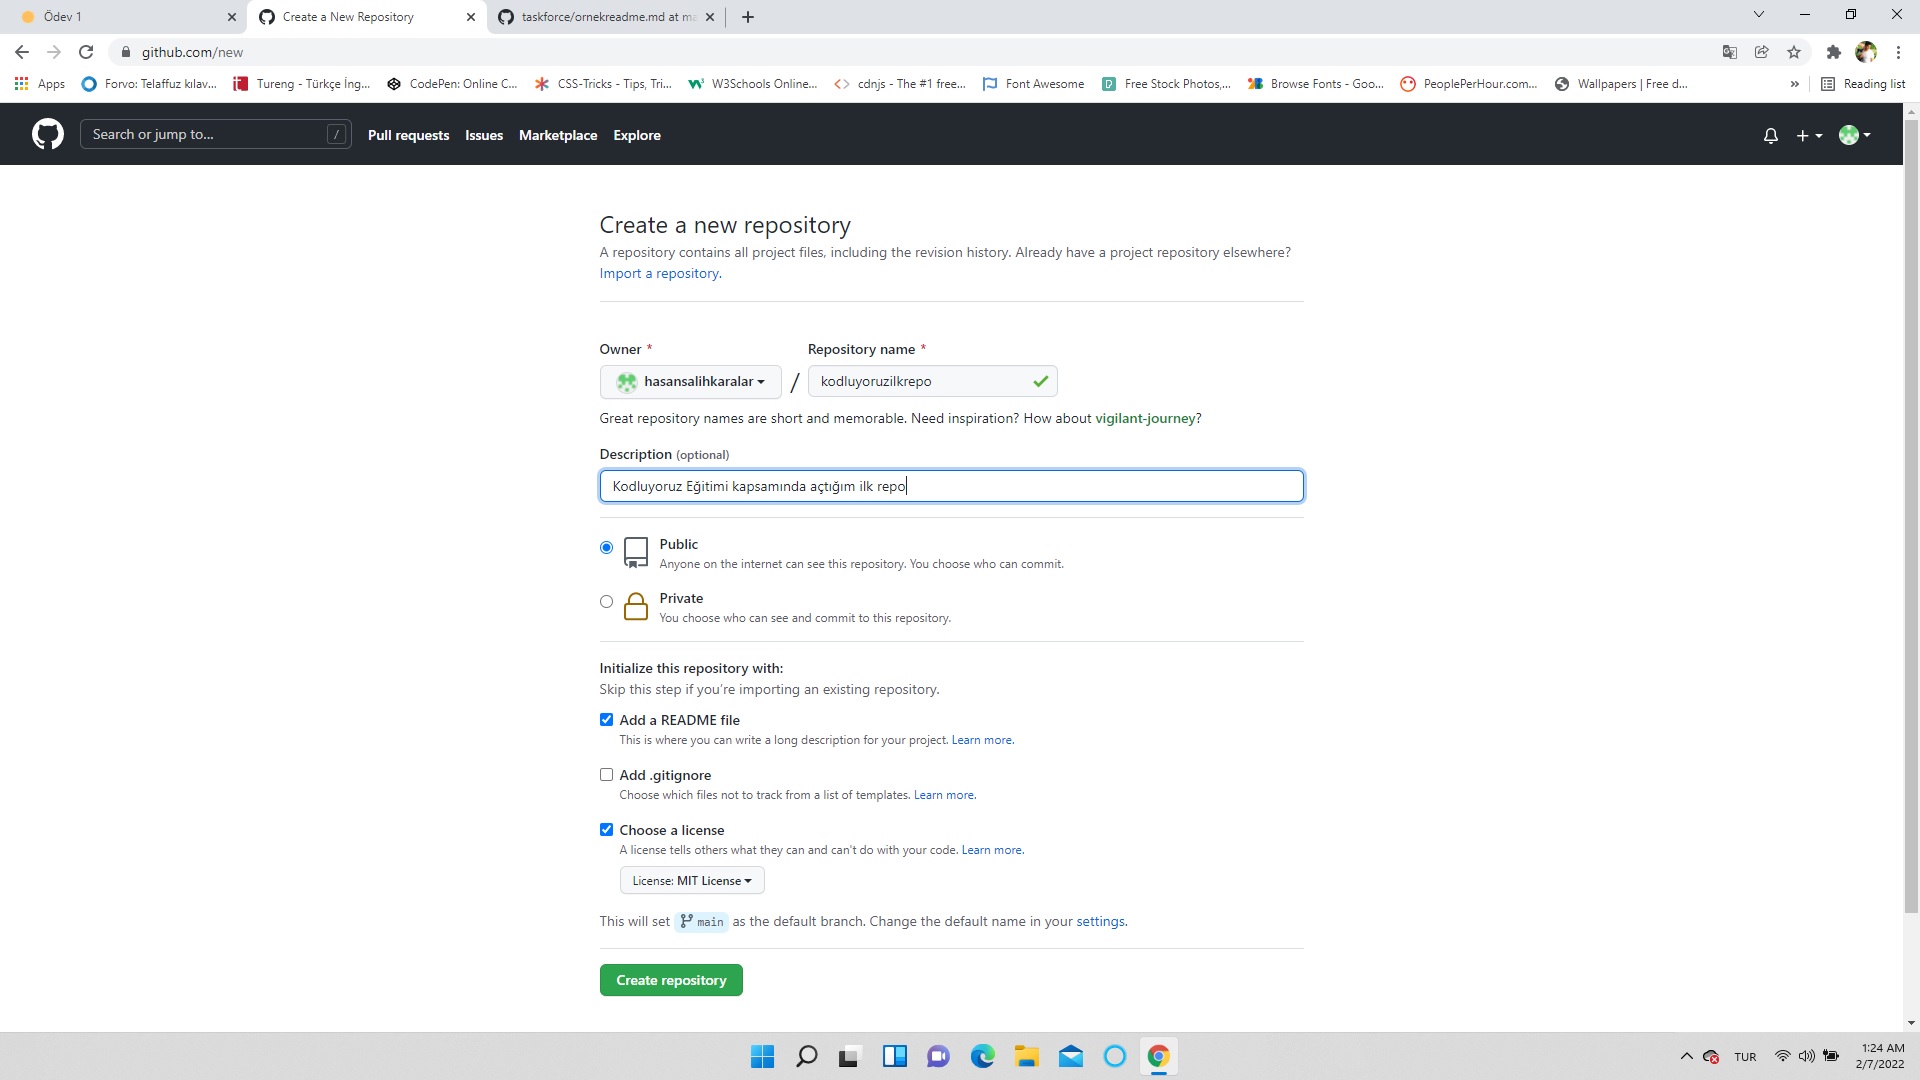 Ödev 1
Create a New Repository
taskforce/ornekreadme.md at ma
github.com/new
Apps
Forvo: Telaffuz kılav...
Tureng - Türkçe İng...
CodePen: Online C...
CSS-Tricks - Tips, Tri...
W3Schools Online...
cdnjs - The #1 free...
Font Awesome
Free Stock Photos,...
Browse Fonts - Goo...
PeoplePerHour.com...
Wallpapers | Free d...
»
Reading list
Search or jump to...
/
Pull requests
Issues
Marketplace
Explore
Create a new repository
A repository contains all project files, including the revision history. Already have a project repository elsewhere?
Import a repository.
Owner *
Repository name *
hasansalihkaralar
/
kodluyoruzilkrepo
Great repository names are short and memorable. Need inspiration? How about vigilant-journey?
Description (optional)
Kodluyoruz Eğitimi kapsamında açtığım ilk repo
Public
Anyone on the internet can see this repository. You choose who can commit.
Private
You choose who can see and commit to this repository.
Initialize this repository with:
Skip this step if you're importing an existing repository.
Add a README file
This is where you can write a long description for your project. Learn more.
Add .gitignore
Choose which files not to track from a list of templates. Learn more.
Choose a license
A license tells others what they can and can't do with your code. Learn more.
License: MIT License
This will set main as the default branch. Change the default name in your settings.
Create repository
TUR
1:24 AM
2/7/2022